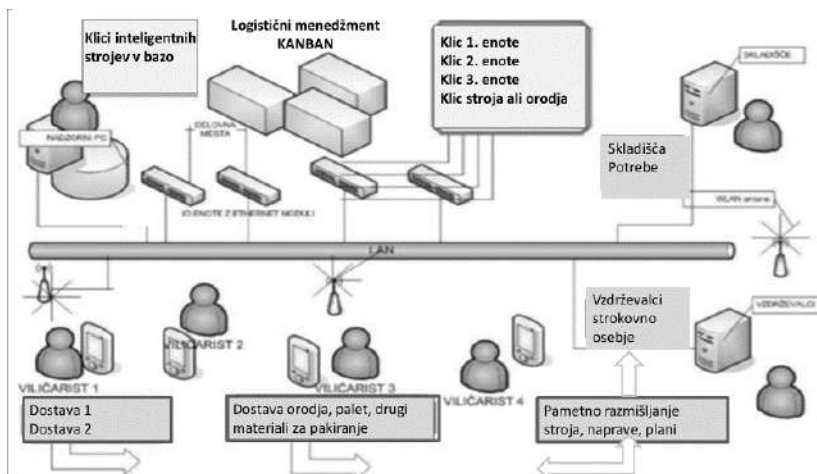 Klici inteligentnih
strojev v bazo
Logistični menedžment
KANBAN
Klic 1. enote
Klic 2. enote
Klic 3. enote
Klic stroja ali orodja
SKLADIŠČE
NADZORNI PC
DELOVNA
MESTA
Skladišča
Potrebe
IO ENOTE Z ETHERNET MODULI
WLAN antena
LAN
VILIČARIST 2
Vzdrževalci
strokovno
osebje
VZDRŽEVALCI
VILIČARIST 1
VILIČARIST 3
VILIČARIST 4
Dostava 1
Dostava 2
Dostava orodja, palet, drugi
materiali za pakiranje
Pametno razmišljanje
stroja, naprave, plani